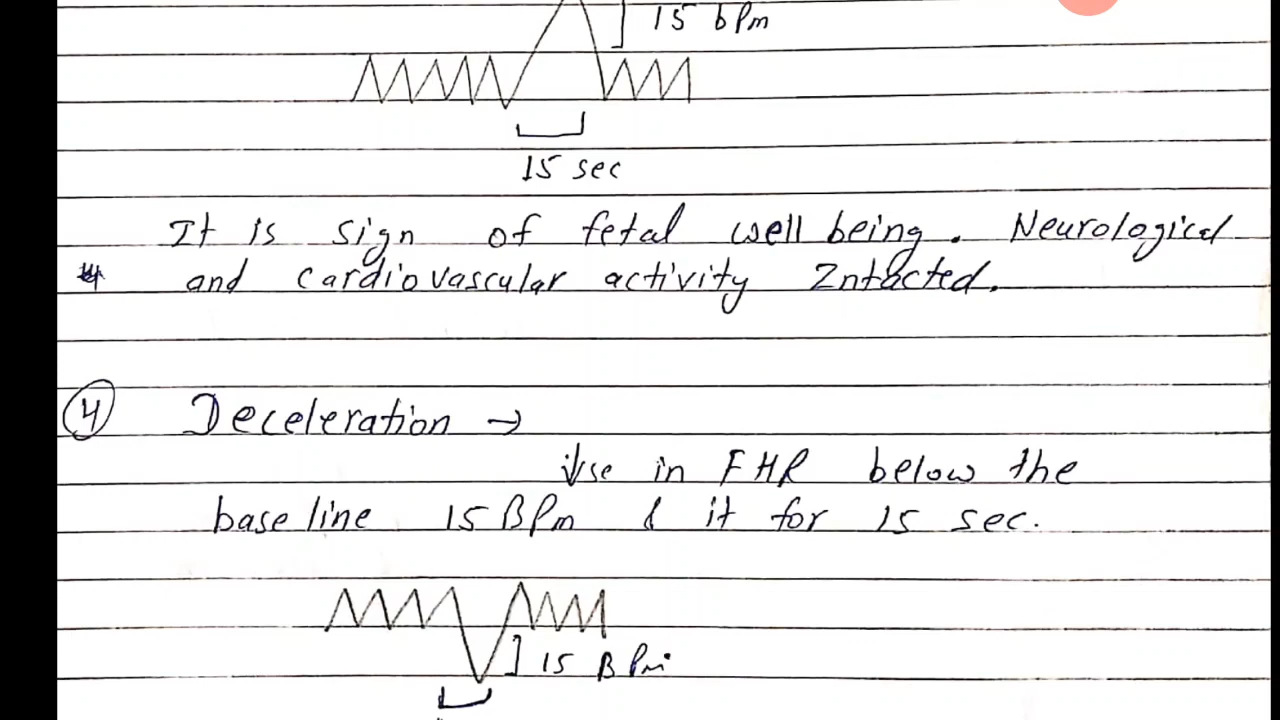 15 bPm
15 sec
It is sign of fetal well being. Neurological
and cardiovascular activity Intacted.
4 Deceleration →
↓se in FHR below the
base line 15 BPm & it for 15 sec.
15 BPm